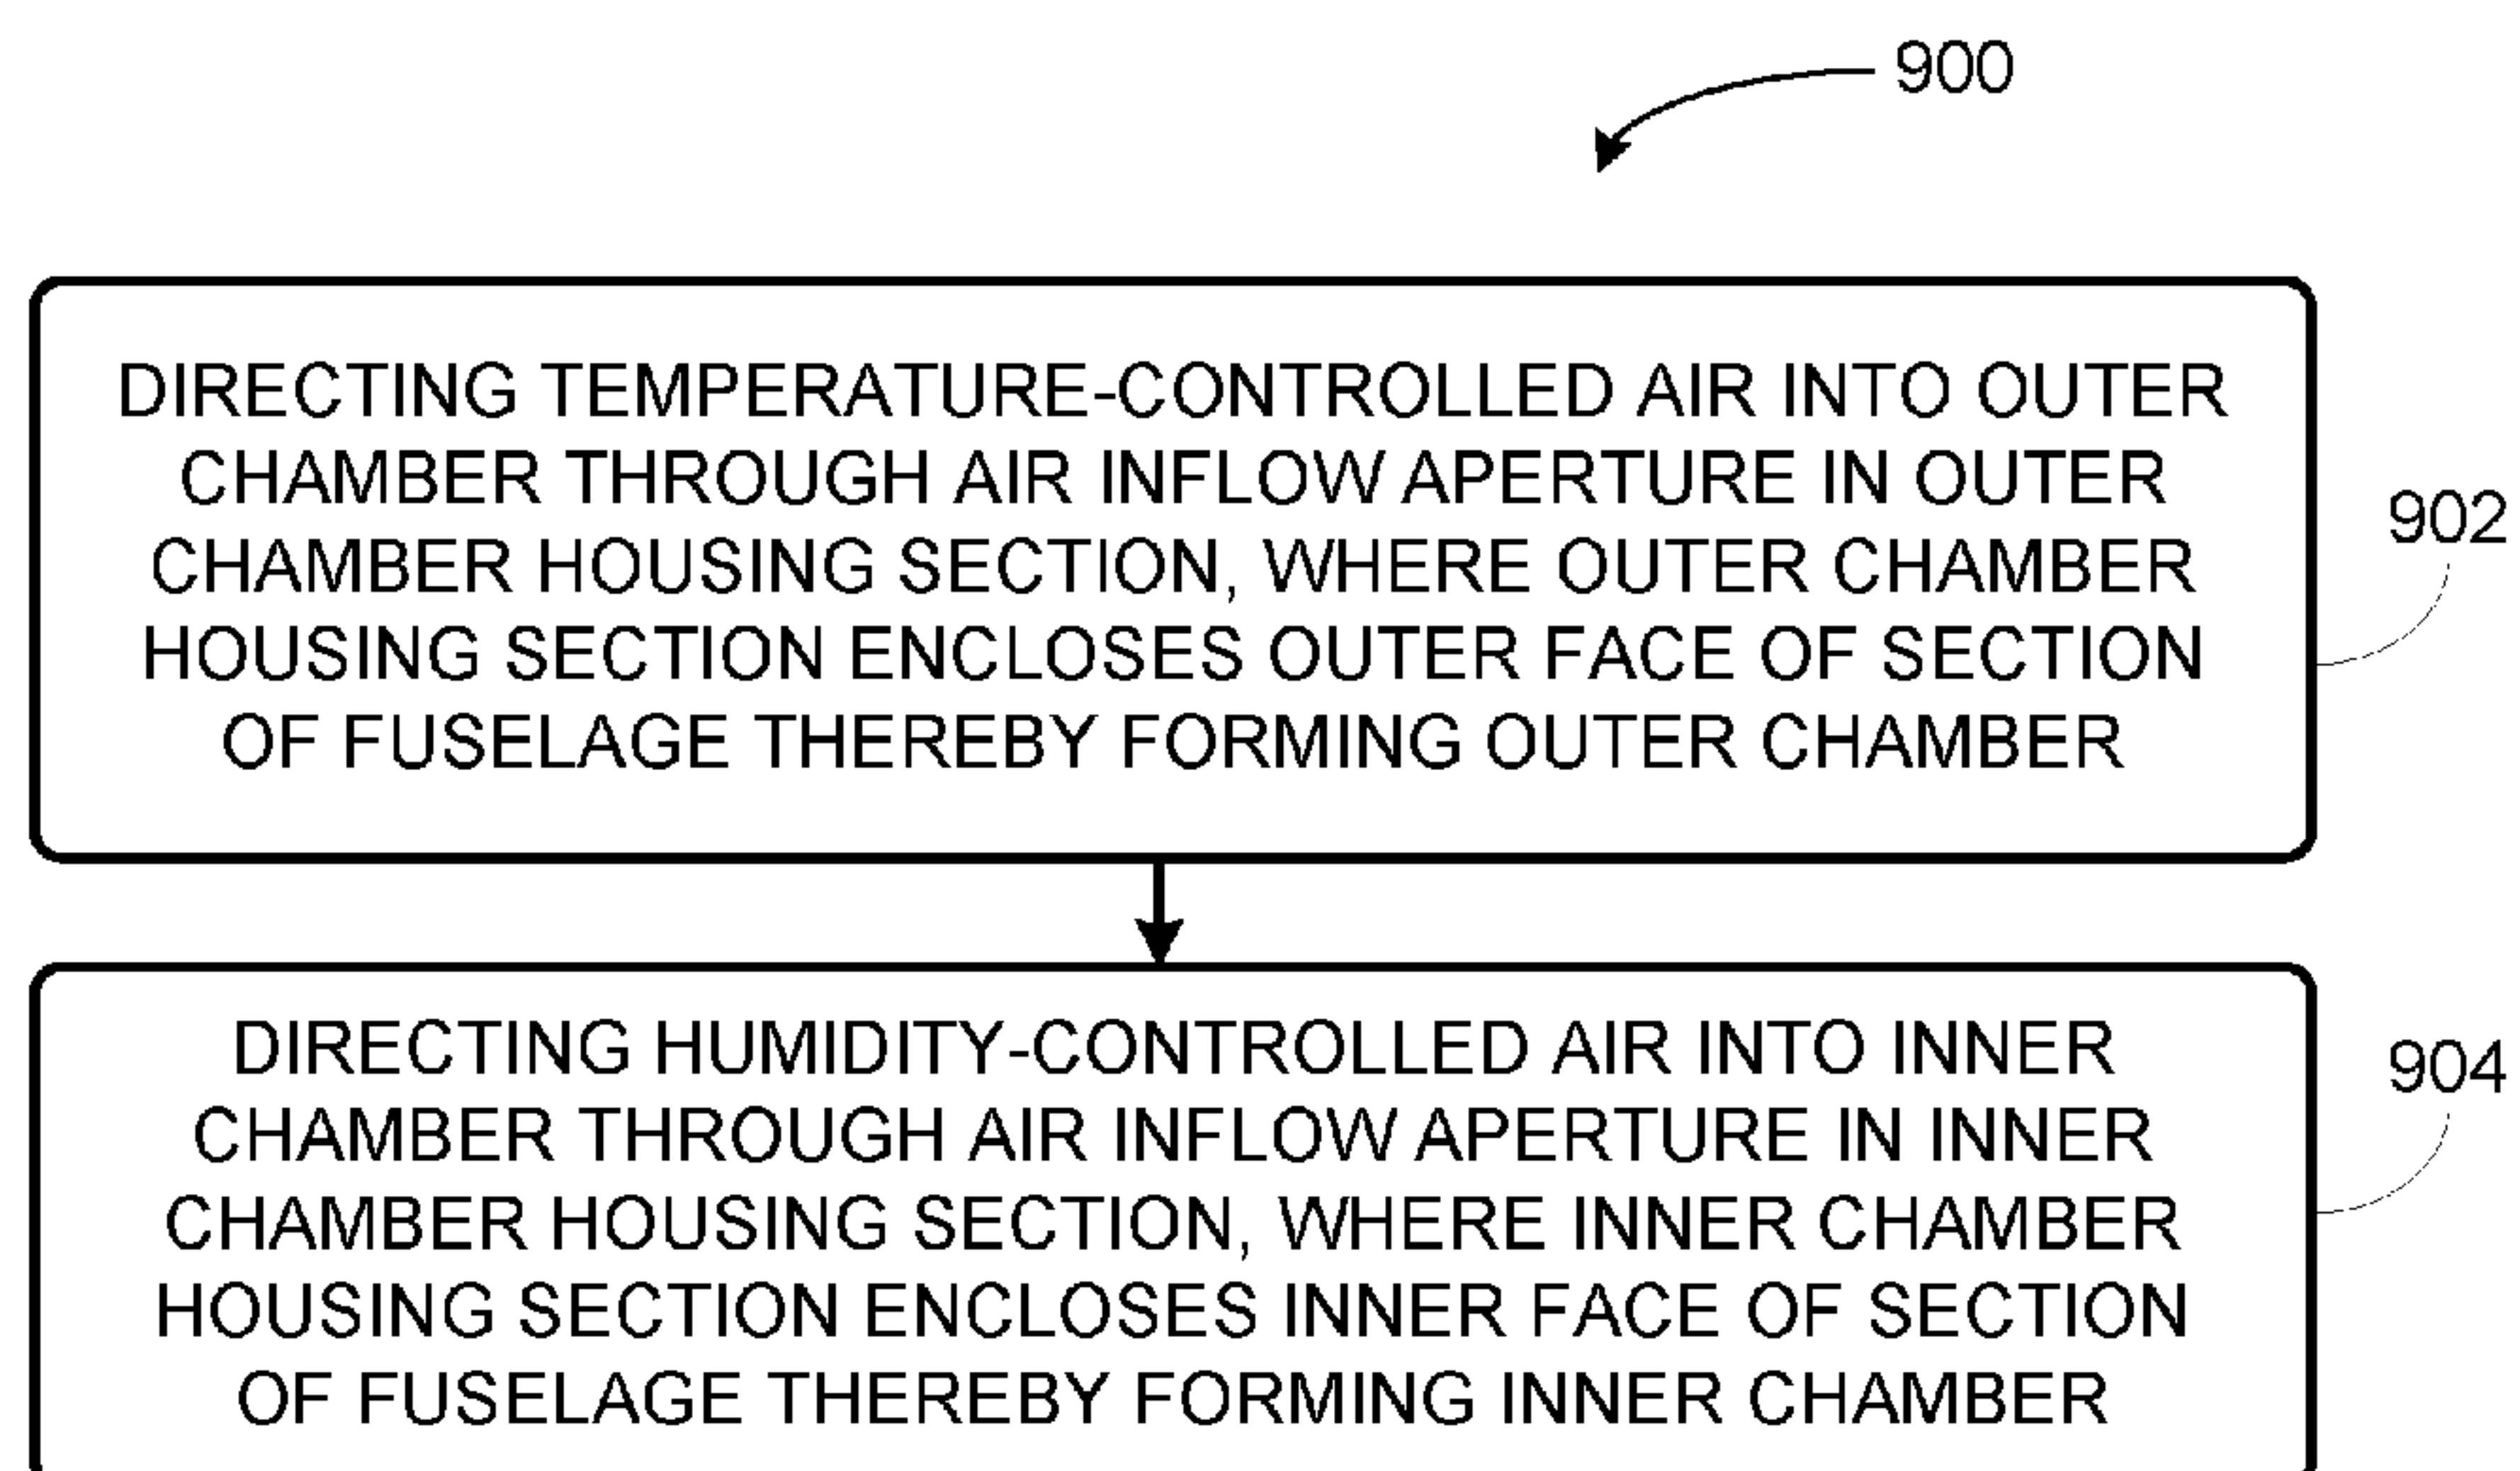 900
DIRECTING TEMPERATURE-CONTROLLED AIR INTO OUTER
CHAMBER THROUGH AIR INFLOW APERTURE IN OUTER
CHAMBER HOUSING SECTION, WHERE OUTER CHAMBER
HOUSING SECTION ENCLOSES OUTER FACE OF SECTION
OF FUSELAGE THEREBY FORMING OUTER CHAMBER
902
DIRECTING HUMIDITY-CONTROLLED AIR INTO INNER
CHAMBER THROUGH AIR INFLOW APERTURE IN INNER
CHAMBER HOUSING SECTION, WHERE INNER CHAMBER
HOUSING SECTION ENCLOSES INNER FACE OF SECTION
OF FUSELAGE THEREBY FORMING INNER CHAMBER
904